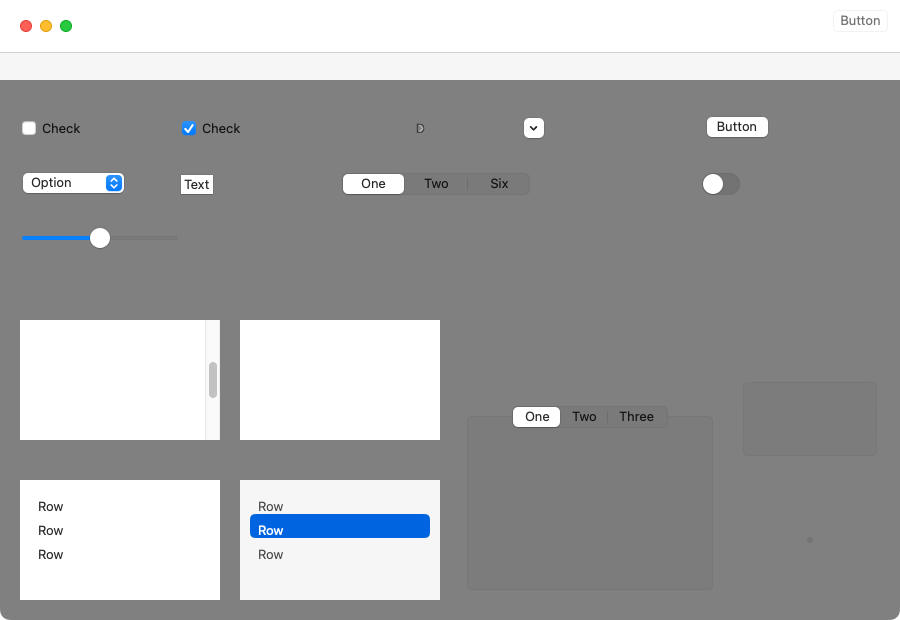 Button
Check
Check
D
Button
Option
Text
One Two Six
One Two Three
Row
Row
Row
Row
Row
Row